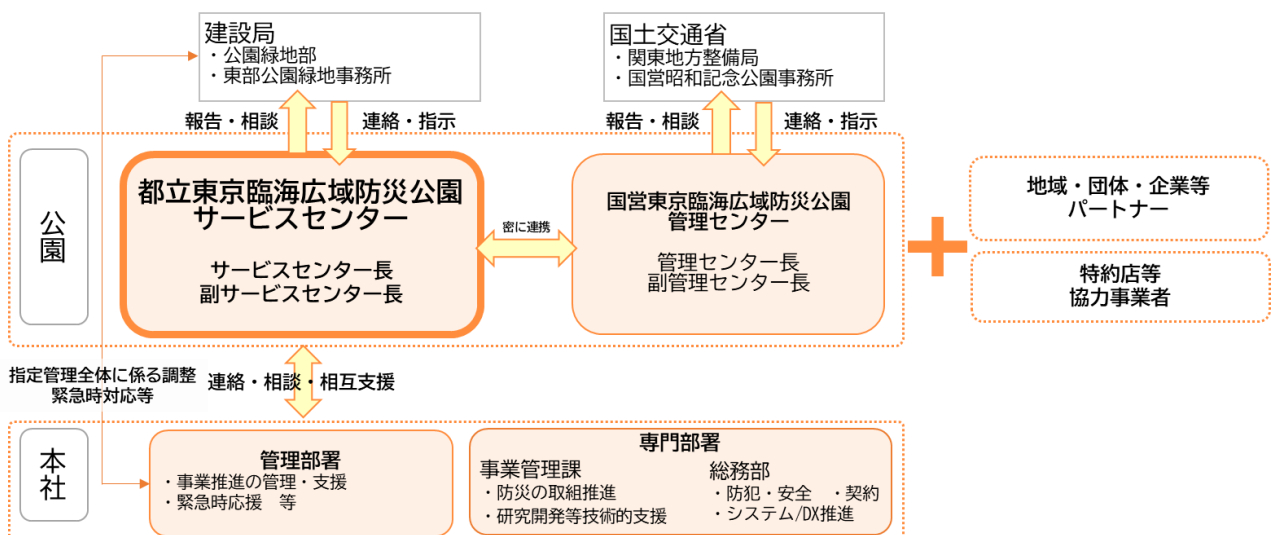 建設局
・公園緑地部
・東部公園緑地事務所
国土交通省
・関東地方整備局
・国営昭和記念公園事務所
報告・相談
連絡・指示
報告・相談
連絡・指示
公園
都立東京臨海広域防災公園
サービスセンター
サービスセンター長
副サービスセンター長
密に連携
国営東京臨海広域防災公園
管理センター
管理センター長
副管理センター長
地域・団体・企業等
パートナー
特約店等
協力事業者
指定管理全体に係る調整
緊急時対応等
連絡・相談・相互支援
本社
管理部署
・事業推進の管理・支援
・緊急時応援　等
専門部署
事業管理課
・防災の取組推進
・研究開発等技術的支援
総務部
・防犯・安全　・契約
・システム/DX推進